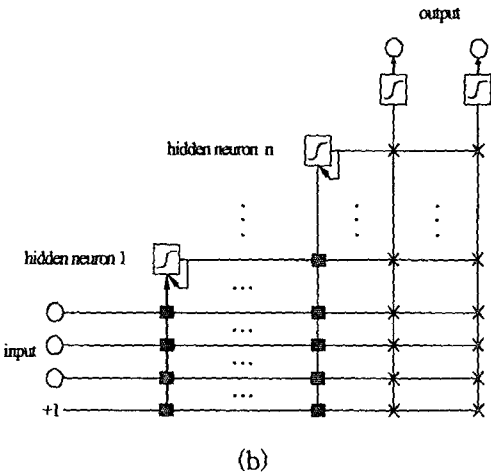 output
hidden neuron n
hidden neuron 1
input
+1
(b)